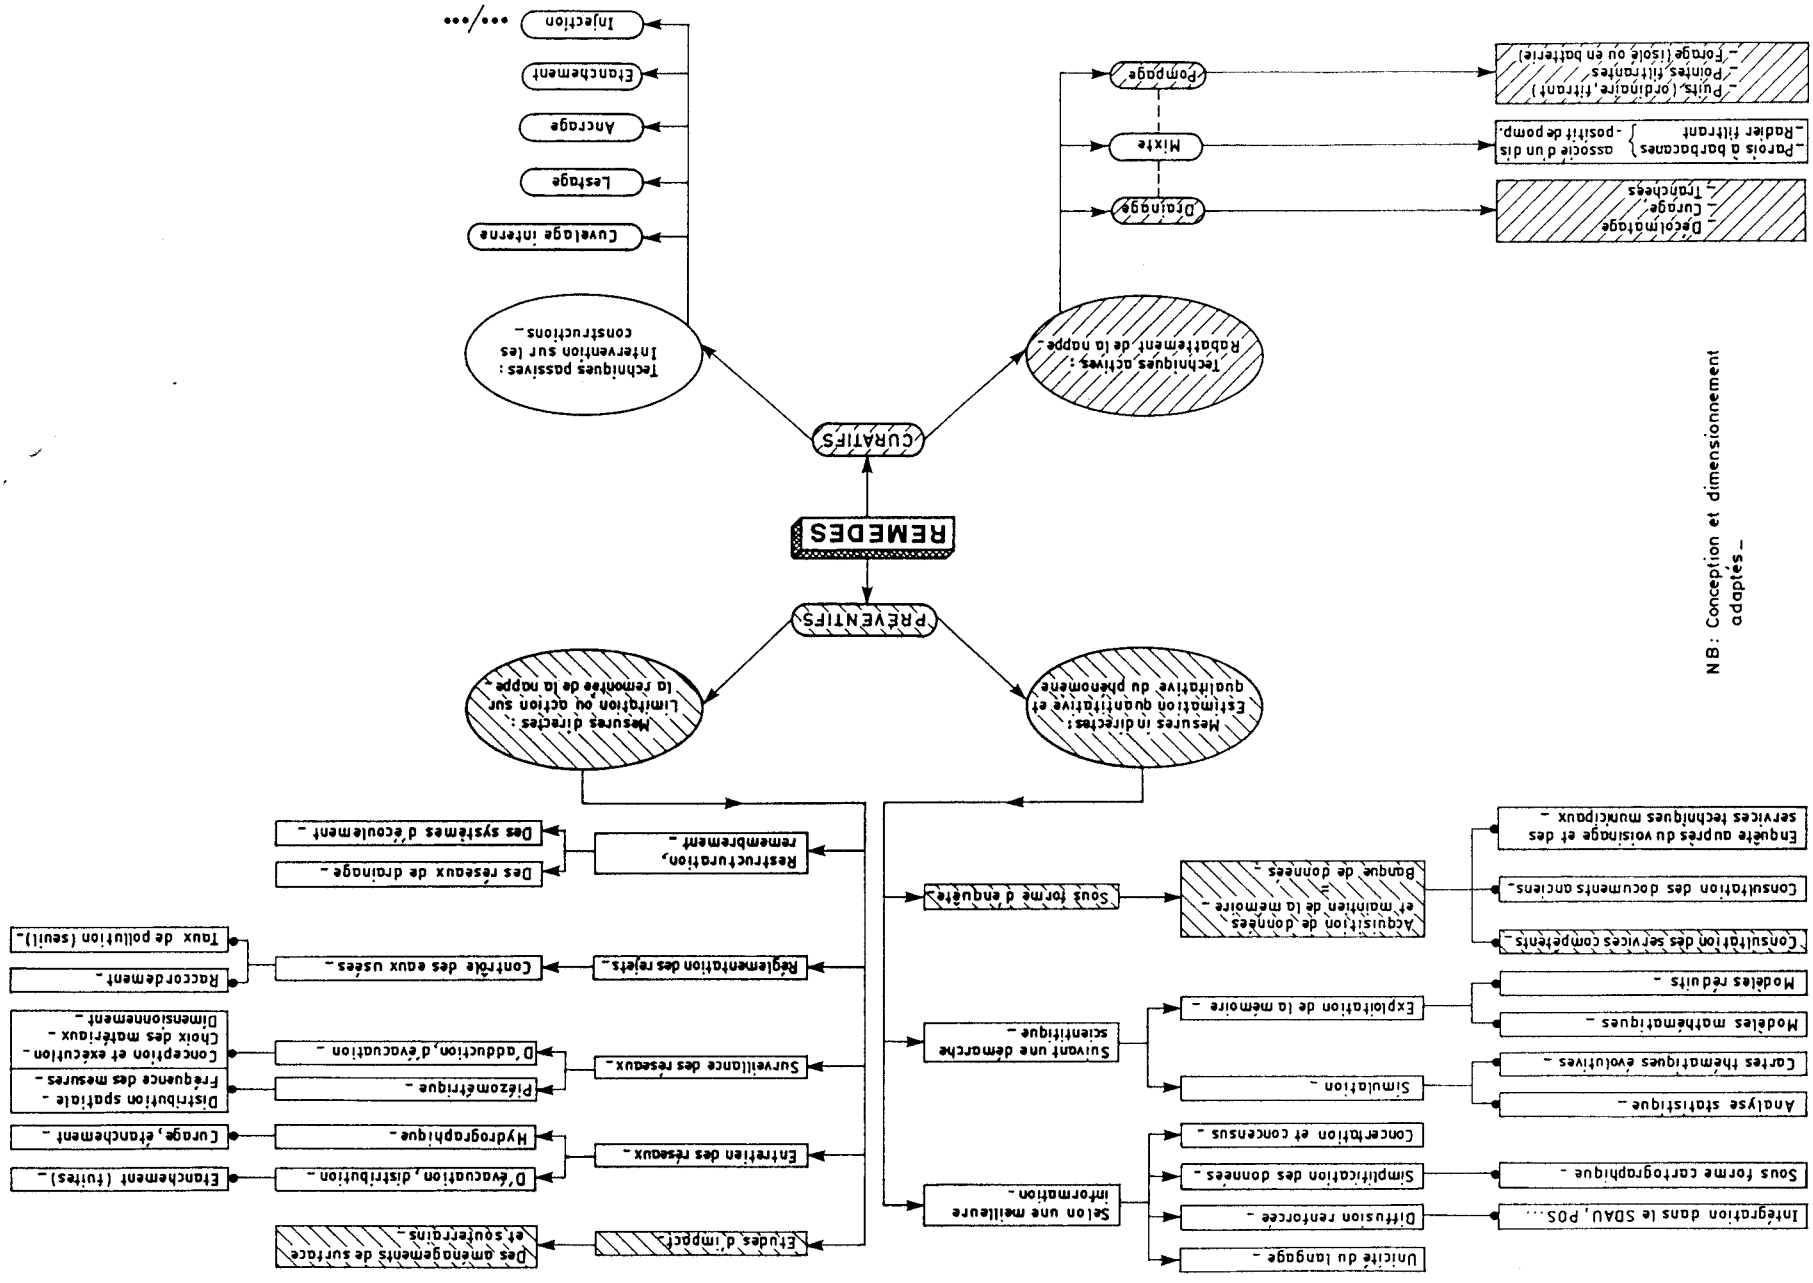 Intégration dans le SDAU, POS...
Sous forme cartographique _
Analyse statistique _
Cartes thématiques évolutives _
Modèles mathématiques _
Modèles réduits _
Consultation des services compétents_
Consultation des documents anciens_
Enquête auprès du voisinage et des
services techniques municipaux _
Unicité du langage _
Diffusion renforcée _
Simplification des données _
Concertation et concensus _
Simulation _
Exploitation de la mémoire _
Acquisition de données
et maintien de la mémoire _
=
Banque de données _
Selon une meilleure
information _
Suivant une démarche
scientifique _
Sous forme d'enquête_
Etudes d'impact_
Entretien des réseaux _
Surveillance des réseaux _
Réglementation des rejets _
Restructuration,
remembrement _
Des aménagements de surface
et souterrains _
D'évacuation, distribution _
Hydrographique _
Piézométrique _
D'adduction, d'évacuation _
Contrôle des eaux usées _
Des réseaux de drainage _
Des systèmes d'écoulement _
Etanchement (fuites) _
Curage, étanchement _
Distribution spatiale _
Fréquence des mesures _
Conception et exécution _
Choix des matériaux _
Dimensionnement _
Raccordement _
Taux de pollution (seuil)_
Mesures indirectes:
Estimation quantitative et
qualitative du phénomène
Mesures directes:
Limitation ou action sur
la remontée de la nappe _
PRÉVENTIFS
REMEDES
CURATIFS
Techniques actives:
Rabattement de la nappe _
Techniques passives:
Intervention sur les
constructions _
_ Décolmatage
_ Curage,
_ Tranchées
_ Parois à barbacanes } associé d'un dis
_ Radier filtrant } - positif de pomp.
_ Puits (ordinaire, filtrant)
_ Pointes filtrantes
_ Forage (isolé ou en batterie)
Drainage
Mixte
Pompage
Cuvelage interne
Lestage
Ancrage
Etanchement
Injection
.../...
NB: Conception et dimensionnement
adaptés _